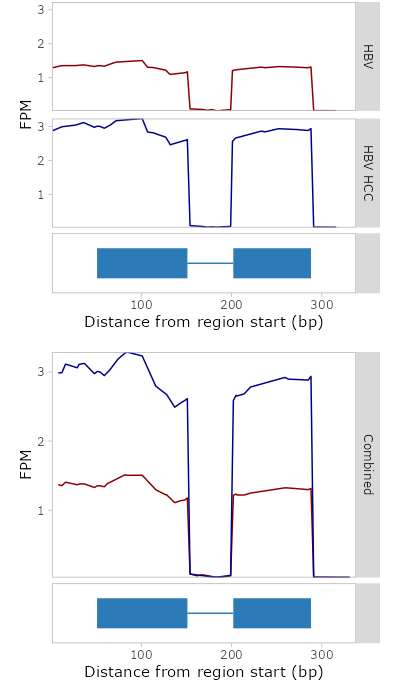 3
2
1
HBV
FPM
3
2
1
HBV HCC
100 200 300
Distance from region start (bp)
3
2
1
FPM
Combined
100 200 300
Distance from region start (bp)